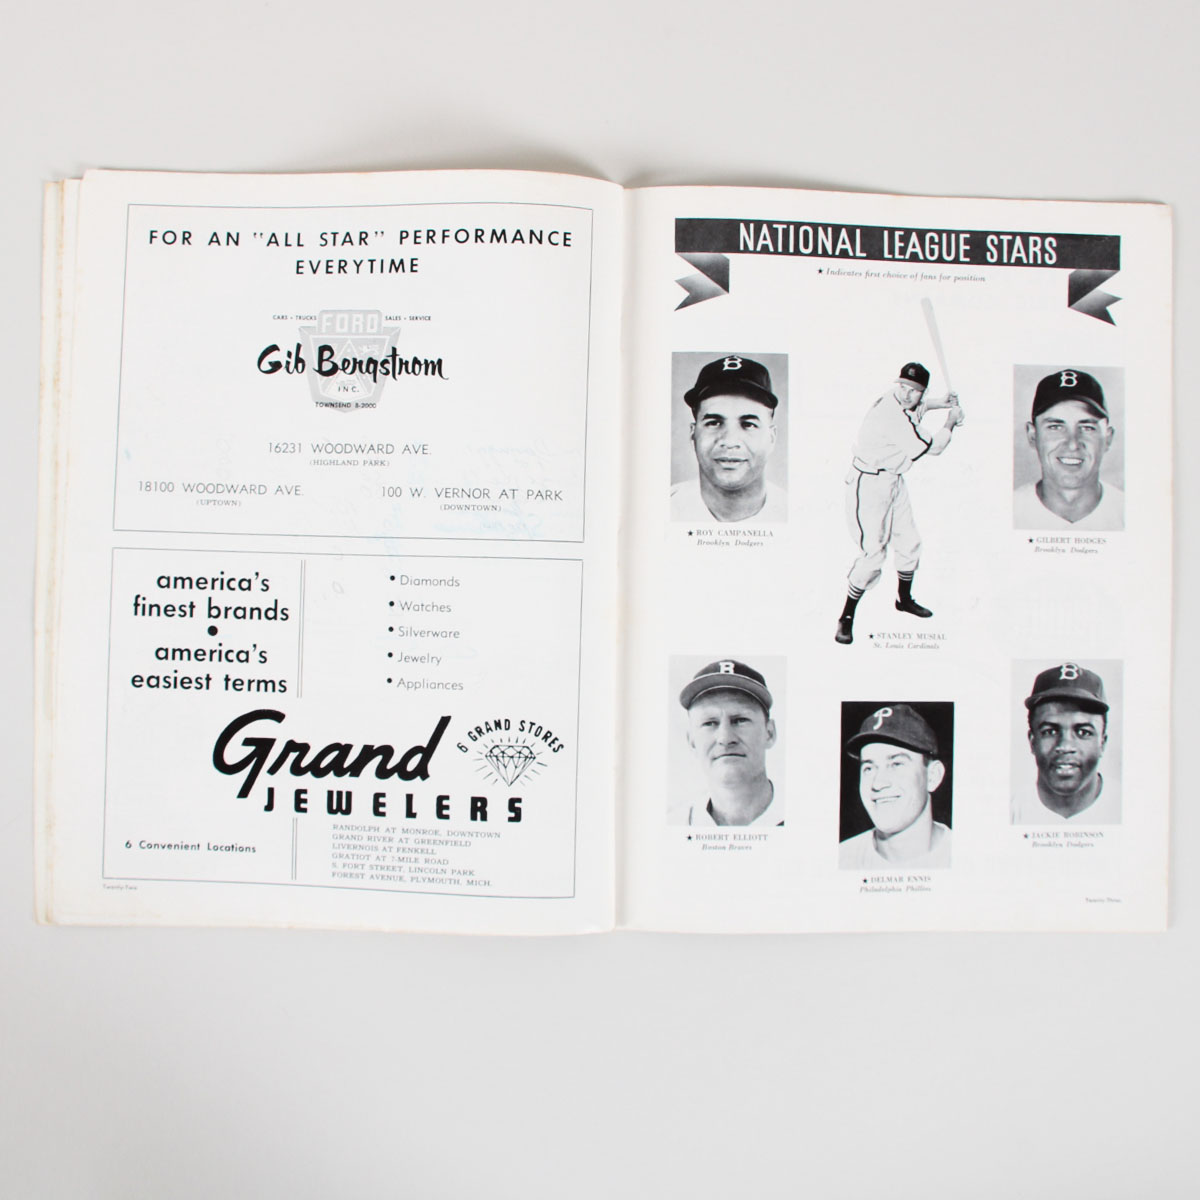 FOR AN "ALL STAR" PERFORMANCE
EVERYTIME
CARS - TRUCKS
FORD
SALES - SERVICE
Gib Bergstrom
INC.
TOWNSEND 8-2000
16231 WOODWARD AVE.
(HIGHLAND PARK)
18100 WOODWARD AVE.
(UPTOWN)
100 W. VERNOR AT PARK
(DOWNTOWN)
america's
finest brands
•
america's
easiest terms
• Diamonds
• Watches
• Silverware
• Jewelry
• Appliances
Grand
JEWELERS
6 GRAND STORES
6 Convenient Locations
RANDOLPH AT MONROE, DOWNTOWN
GRAND RIVER AT GREENFIELD
LIVERNOIS AT FENKELL
GRATIOT AT 7-MILE ROAD
S. FORT STREET, LINCOLN PARK
FOREST AVENUE, PLYMOUTH, MICH.
Twenty-Two
NATIONAL LEAGUE STARS
★ Indicates first choice of fans for position
B
B
★ ROY CAMPANELLA
Brooklyn Dodgers
★ GILBERT HODGES
Brooklyn Dodgers
★ STANLEY MUSIAL
St. Louis Cardinals
B
B
P
★ ROBERT ELLIOTT
Boston Braves
★ JACKIE ROBINSON
Brooklyn Dodgers
★ DELMAR ENNIS
Philadelphia Phillies
Twenty-Three